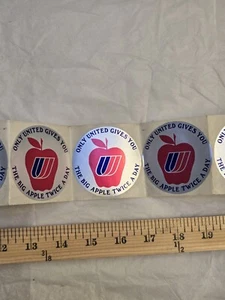 ONLY UNITED GIVES YOU
THE BIG APPLE TWICE A DAY
ONLY UNITED GIVES YOU
THE BIG APPLE TWICE A DAY
ONLY UNITED GIVES YOU
THE BIG APPLE TWICE A DAY
12 13 14 15 16 17 18 19